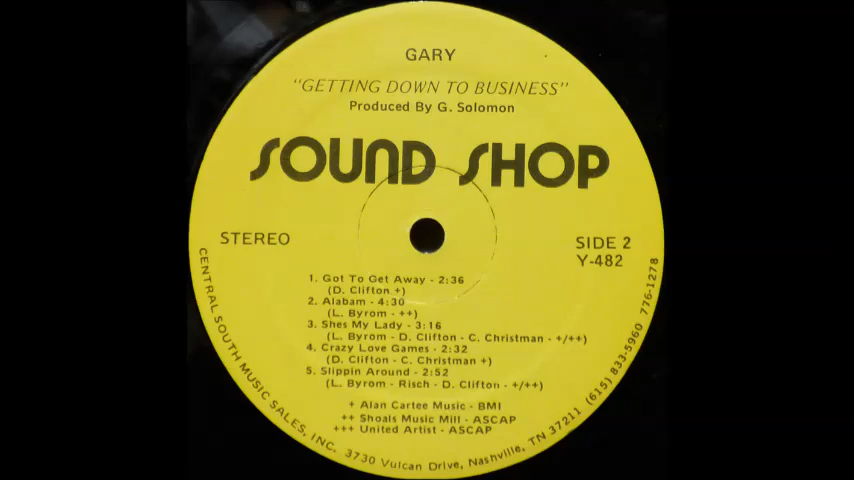 GARY
"GETTING DOWN TO BUSINESS"
Produced By G. Solomon
SOUND SHOP
STEREO
SIDE 2
Y-482
1. Got To Get Away - 2:36
(D. Clifton +)
2. Alabam - 4:30
(L. Byrom - ++)
3. Shes My Lady - 3:16
(L. Byrom - D. Clifton - C. Christman - +/++)
4. Crazy Love Games - 2:32
(D. Clifton - C. Christman +)
5. Slippin Around - 2:52
(L. Byrom - Risch - D. Clifton - +/++)
+ Alan Cartee Music - BMI
++ Shoals Music Mill - ASCAP
+++ United Artist - ASCAP
CENTRAL SOUTH MUSIC SALES, INC. 3730 Vulcan Drive, Nashville, TN 37211 (615) 833-5960 776-1278